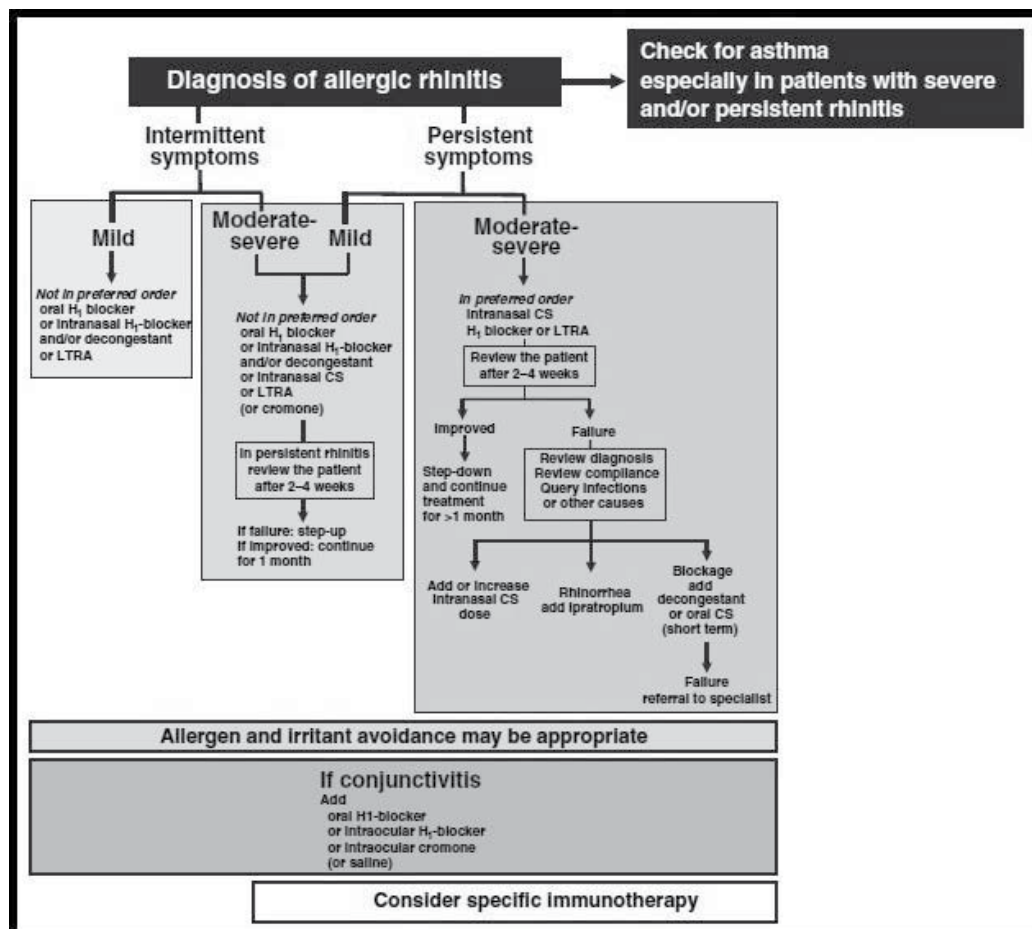 Diagnosis of allergic rhinitis
Check for asthma
especially in patients with severe
and/or persistent rhinitis
Intermittent
symptoms
Persistent
symptoms
Mild
Not in preferred order
oral H₁ blocker
or Intranasal H₁-blocker
and/or decongestant
or LTRA
Moderate-
severe
Mild
Not in preferred order
oral H₁ blocker
or Intranasal H₁-blocker
and/or decongestant
or Intranasal CS
or LTRA
(or cromone)
In persistent rhinitis
review the patient
after 2–4 weeks
If failure: step-up
If improved: continue
for 1 month
Moderate-
severe
In preferred order
Intranasal CS
H₁ blocker or LTRA
Review the patient
after 2–4 weeks
Improved
Step-down
and continue
treatment
for >1 month
Failure
Review diagnosis
Review compliance
Query infections
or other causes
Add or increase
Intranasal CS
dose
Rhinorrhea
add ipratropium
Blockage
add
decongestant
or oral CS
(short term)
Failure
referral to specialist
Allergen and irritant avoidance may be appropriate
If conjunctivitis
Add
oral H1-blocker
or Intraocular H₁-blocker
or Intraocular cromone
(or saline)
Consider specific immunotherapy